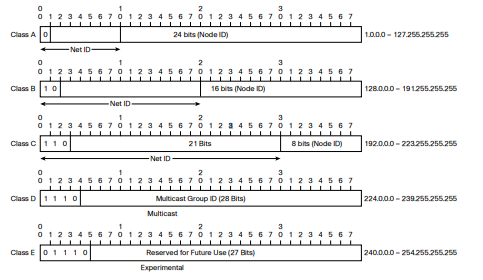 0 1 2 3
0 1 2 3 4 5 6 7 0 1 2 3 4 5 6 7 0 1 2 3 4 5 6 7 0 1 2 3 4 5 6 7
Class A 0 24 bits (Node ID) 1.0.0.0 – 127.255.255.255
Net ID
0 1 2 3
0 1 2 3 4 5 6 7 0 1 2 3 4 5 6 7 0 1 2 3 4 5 6 7 0 1 2 3 4 5 6 7
Class B 1 0 16 bits (Node ID) 128.0.0.0 – 191.255.255.255
Net ID
0 1 2 3
0 1 2 3 4 5 6 7 0 1 2 3 4 5 6 7 0 1 2 3 4 5 6 7 0 1 2 3 4 5 6 7
Class C 1 1 0 21 Bits 8 bits (Node ID) 192.0.0.0 – 223.255.255.255
Net ID
0 1 2 3
0 1 2 3 4 5 6 7 0 1 2 3 4 5 6 7 0 1 2 3 4 5 6 7 0 1 2 3 4 5 6 7
Class D 1 1 1 0 Multicast Group ID (28 Bits) 224.0.0.0 – 239.255.255.255
Multicast
0 1 2 3
0 1 2 3 4 5 6 7 0 1 2 3 4 5 6 7 0 1 2 3 4 5 6 7 0 1 2 3 4 5 6 7
Class E 0 1 1 1 0 Reserved for Future Use (27 Bits) 240.0.0.0 – 254.255.255.255
Experimental